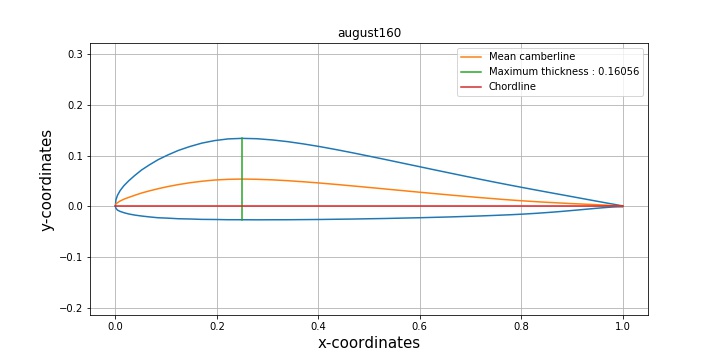 august160
Mean camberline
Maximum thickness : 0.16056
Chordline
0.3
0.2
0.1
0.0
−0.1
−0.2
y-coordinates
0.0
0.2
0.4
0.6
0.8
1.0
x-coordinates